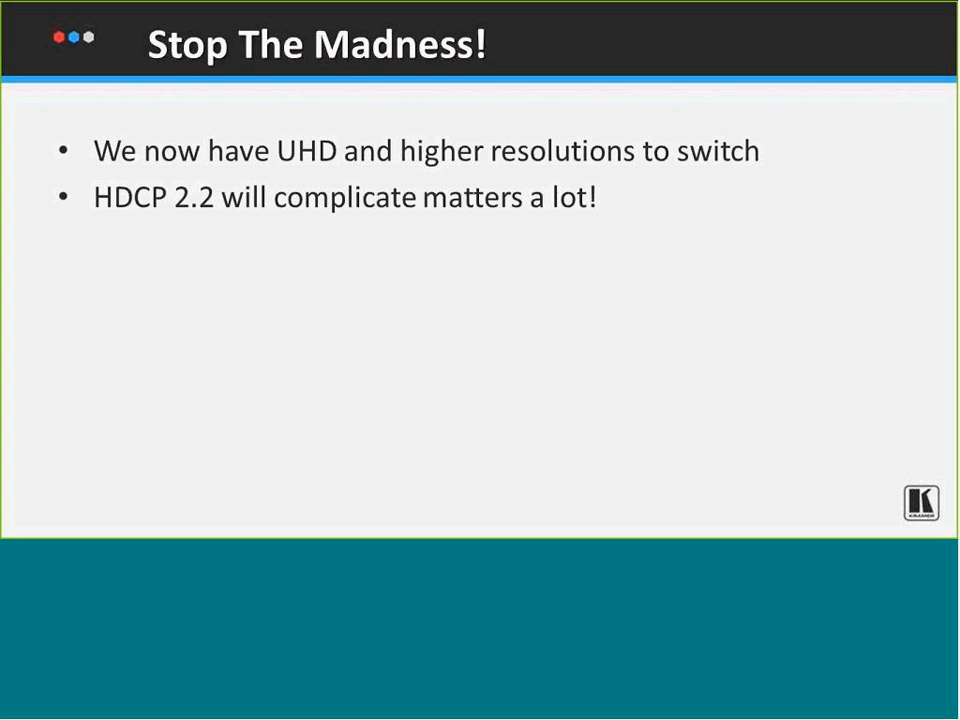 Stop The Madness!
• We now have UHD and higher resolutions to switch
• HDCP 2.2 will complicate matters a lot!
K
KRAMER